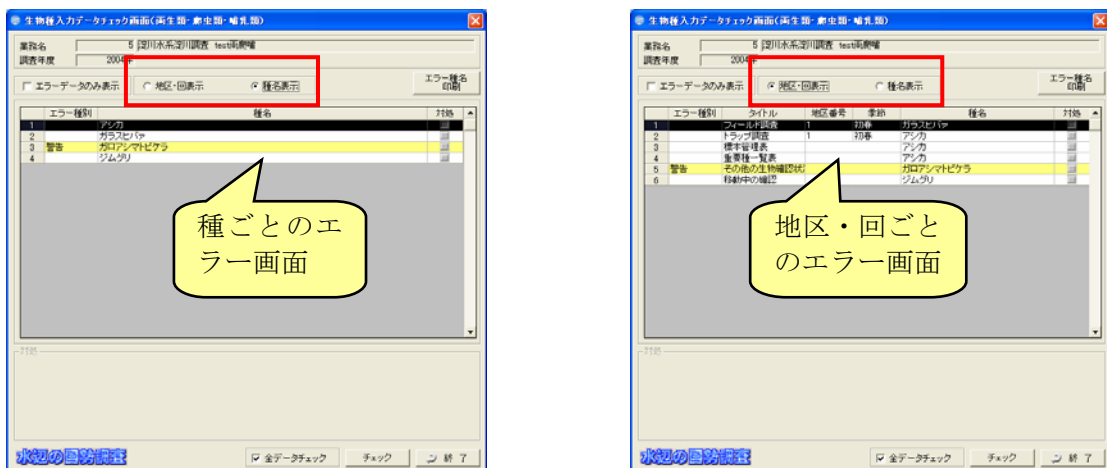 生物種入力データチェック画面(両生類・爬虫類・哺乳類)
業務名 5 淀川水系淀川調査 test両爬哺
調査年度 2004年
エラーデータのみ表示 地区・回表示 種名表示 エラー種名印刷
エラー種別 種名 対処
1 アシカ
2 ガラスヒバァ
3 警告 ガロアシマトビケラ
4 ジムグリ
種ごとのエ
ラー画面
対処
水辺の国勢調査 全データチェック チェック 終了
生物種入力データチェック画面(両生類・爬虫類・哺乳類)
業務名 5 淀川水系淀川調査 test両爬哺
調査年度 2004年
エラーデータのみ表示 地区・回表示 種名表示 エラー種名印刷
エラー種別 タイトル 地区番号 季節 種名 対処
1 フィールド調査 1 初春 ガラスヒバァ
2 トラップ調査 1 初春 アシカ
3 標本管理表 アシカ
4 重要種一覧表 アシカ
5 警告 その他の生物確認状 ガロアシマトビケラ
6 移動中の確認 ジムグリ
地区・回ごと
のエラー画面
対処
水辺の国勢調査 全データチェック チェック 終了